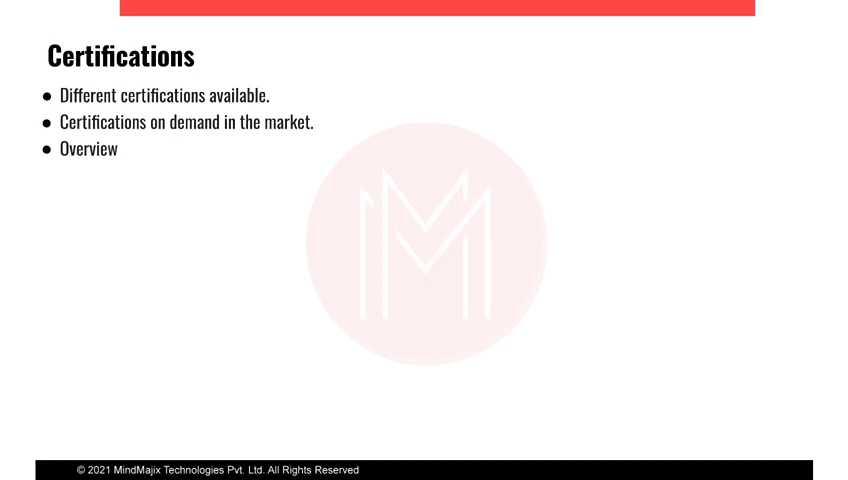 Certifications
● Different certifications available.
● Certifications on demand in the market.
● Overview
© 2021 MindMajix Technologies Pvt. Ltd. All Rights Reserved